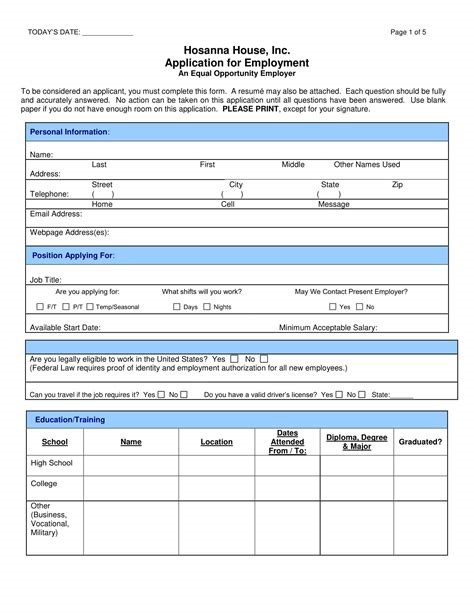 TODAY'S DATE: _____________ Page 1 of 5
Hosanna House, Inc.
Application for Employment
An Equal Opportunity Employer
To be considered an applicant, you must complete this form. A resumé may also be attached. Each question should be fully
and accurately answered. No action can be taken on this application until all questions have been answered. Use blank
paper if you do not have enough room on this application. PLEASE PRINT, except for your signature.
Personal Information:
Name:
Last First Middle Other Names Used
Address:
Street City State Zip
Telephone: ( ) ( ) ( )
Home Cell Message
Email Address:
Webpage Address(es):
Position Applying For:
Job Title:
Are you applying for: What shifts will you work? May We Contact Present Employer?
☐ F/T ☐ P/T ☐ Temp/Seasonal ☐ Days ☐ Nights ☐ Yes ☐ No
Available Start Date: Minimum Acceptable Salary:
Are you legally eligible to work in the United States? Yes ☐ No ☐
(Federal Law requires proof of identity and employment authorization for all new employees.)
Can you travel if the job requires it? Yes ☐ No ☐ Do you have a valid driver's license? Yes ☐ No ☐ State:_____
Education/Training
School Name Location Dates Attended From / To: Diploma, Degree & Major Graduated?
High School
College
Other
(Business,
Vocational,
Military)